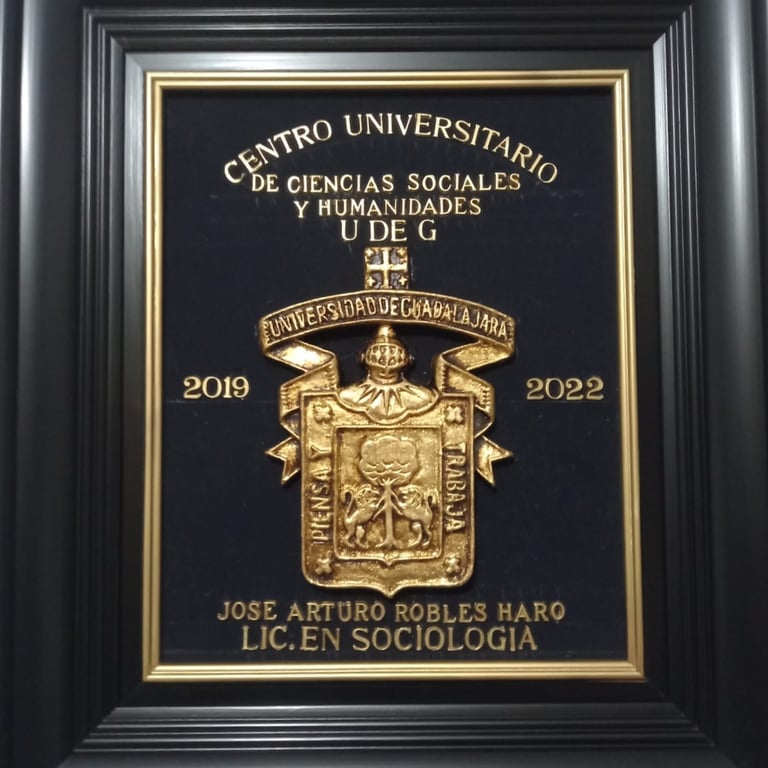 CENTRO UNIVERSITARIO
DE CIENCIAS SOCIALES
Y HUMANIDADES
U DE G
UNIVERSIDAD DE GUADALAJARA
2019 2022
PIENSA Y TRABAJA
JOSE ARTURO ROBLES HARO
LIC. EN SOCIOLOGIA